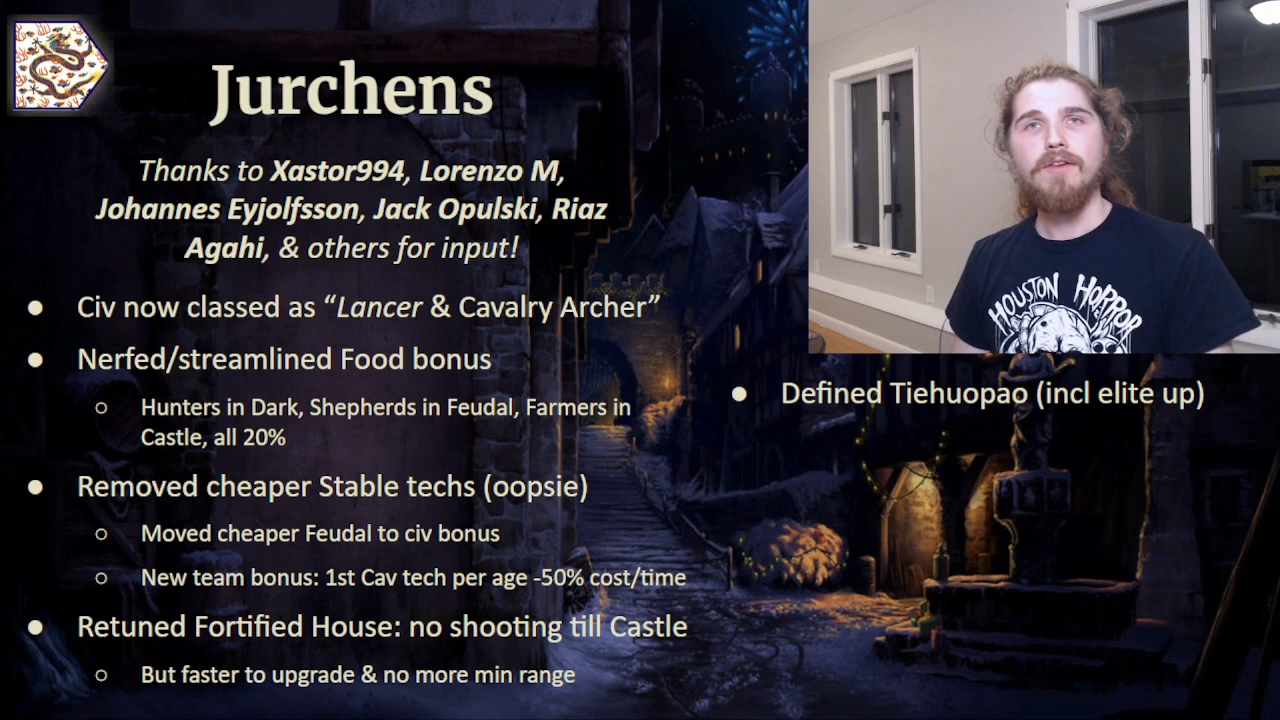 Jurchens
Thanks to Xastor994, Lorenzo M,
Johannes Eyjolfsson, Jack Opulski, Riaz
Agahi, & others for input!
● Civ now classed as “Lancer & Cavalry Archer”
● Nerfed/streamlined Food bonus
○ Hunters in Dark, Shepherds in Feudal, Farmers in
Castle, all 20%
● Removed cheaper Stable techs (oopsie)
○ Moved cheaper Feudal to civ bonus
○ New team bonus: 1st Cav tech per age -50% cost/time
● Retuned Fortified House: no shooting till Castle
○ But faster to upgrade & no more min range
● Defined Tiehuopao (incl elite up)
HOUSTON HORROR